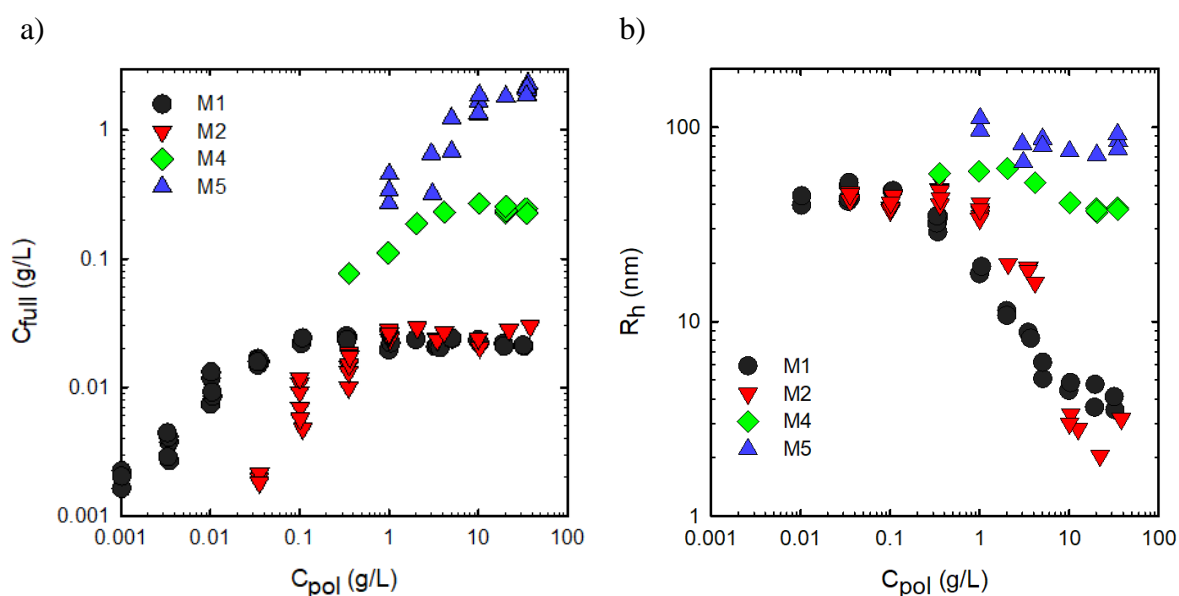 a)
b)
M1
M2
M4
M5
1
0.1
0.01
0.001
C_full (g/L)
0.001 0.01 0.1 1 10 100
C_pol (g/L)
100
10
1
R_h (nm)
M1
M2
M4
M5
0.001 0.01 0.1 1 10 100
C_pol (g/L)